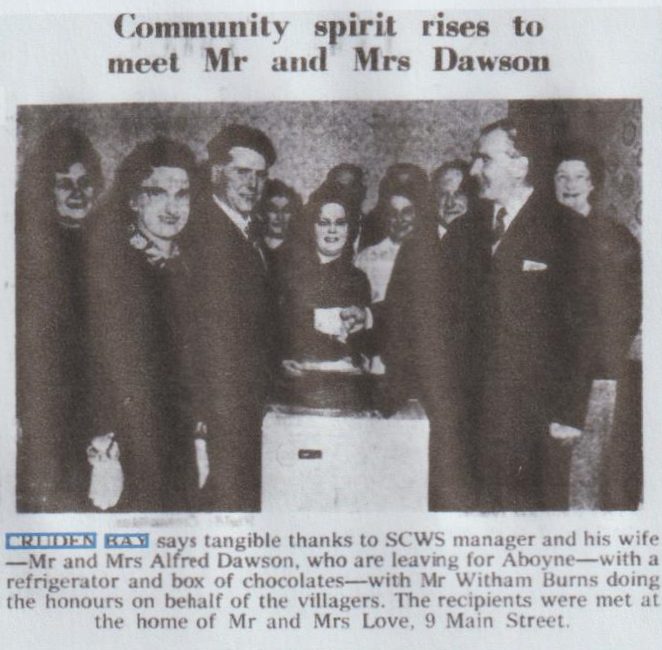 Community spirit rises to
meet Mr and Mrs Dawson
CRUDEN BAY says tangible thanks to SCWS manager and his wife
—Mr and Mrs Alfred Dawson, who are leaving for Aboyne—with a
refrigerator and box of chocolates—with Mr Witham Burns doing
the honours on behalf of the villagers. The recipients were met at
the home of Mr and Mrs Love, 9 Main Street.